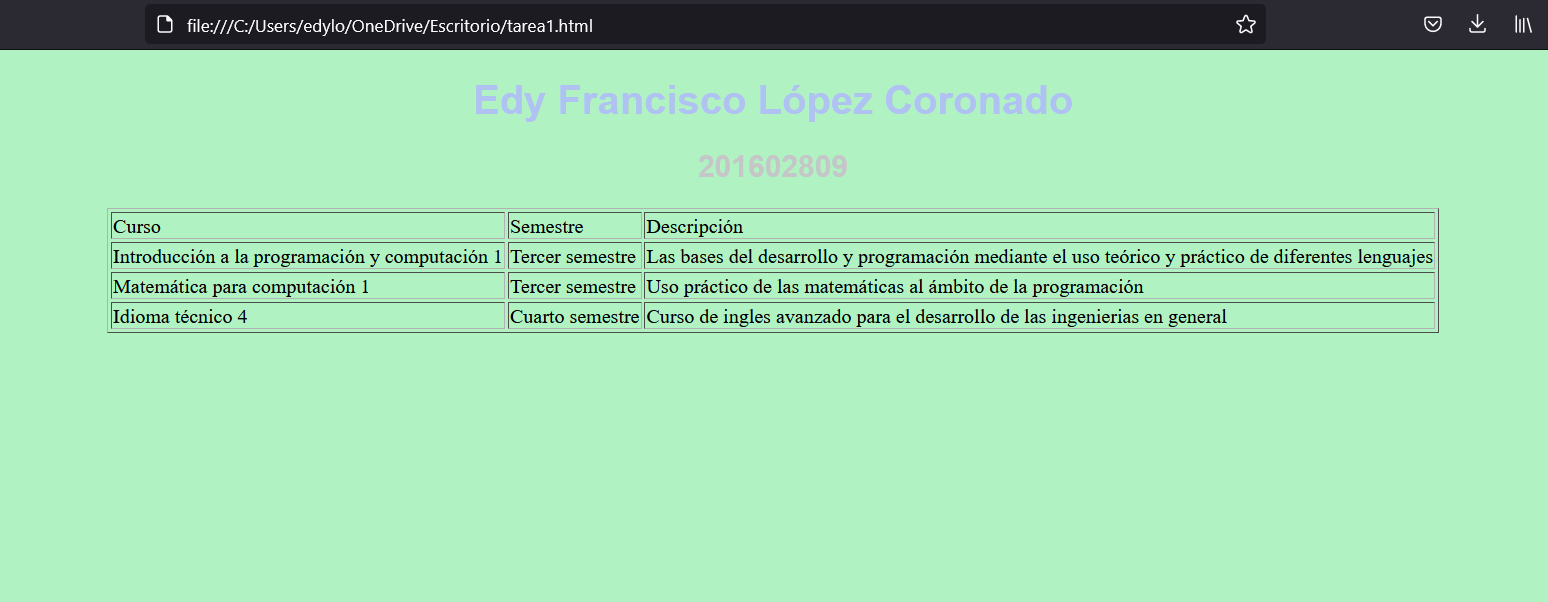 file:///C:/Users/edylo/OneDrive/Escritorio/tarea1.html
Edy Francisco López Coronado
201602809
Curso Semestre Descripción
Introducción a la programación y computación 1 Tercer semestre Las bases del desarrollo y programación mediante el uso teórico y práctico de diferentes lenguajes
Matemática para computación 1 Tercer semestre Uso práctico de las matemáticas al ámbito de la programación
Idioma técnico 4 Cuarto semestre Curso de ingles avanzado para el desarrollo de las ingenierias en general